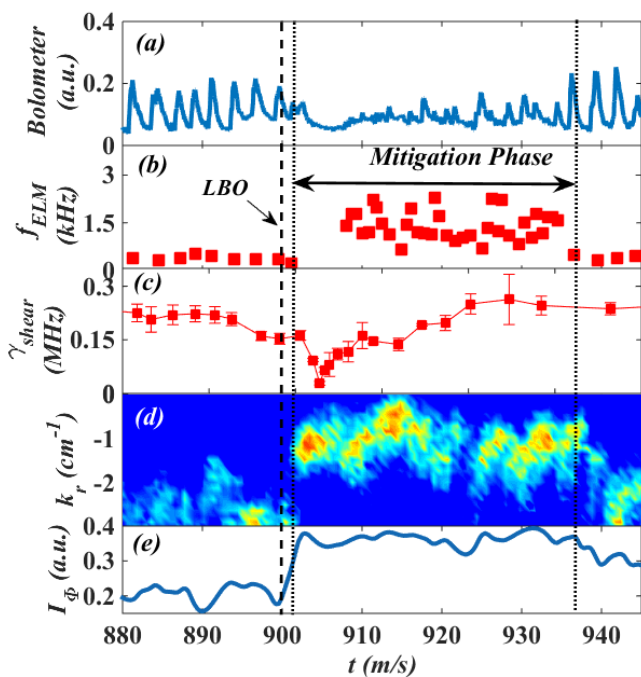 (a)
Bolometer
(a.u.)
0.4
0.2
0
(b)
Mitigation Phase
LBO
f_ELM
(kHz)
3
1.5
0
(c)
γ_shear
(MHz)
0.3
0.15
0
(d)
k_r (cm⁻¹)
-1
-2
(e)
I_Φ (a.u.)
0.4
0.3
0.2
880 890 900 910 920 930 940
t (m/s)